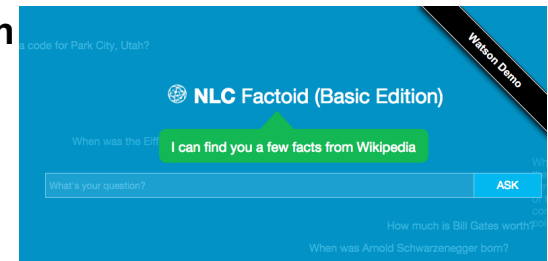 n
a code for Park City, Utah?
Watson Demo
NLC Factoid (Basic Edition)
When was the Eiff
I can find you a few facts from Wikipedia
What's your question?
ASK
How much is Bill Gates worth?
When was Arnold Schwarzenegger born?